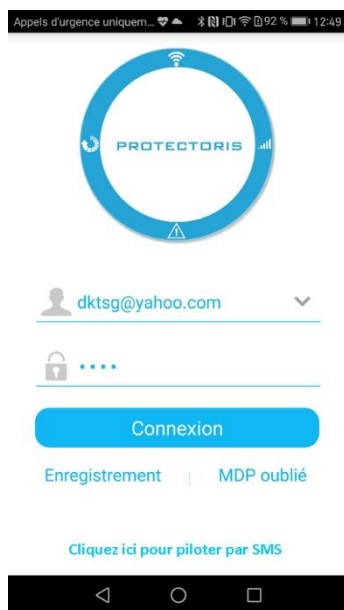 Appels d'urgence uniquem... 92 % 12:49
PROTECTORIS
dktsg@yahoo.com
Connexion
Enregistrement | MDP oublié
Cliquez ici pour piloter par SMS